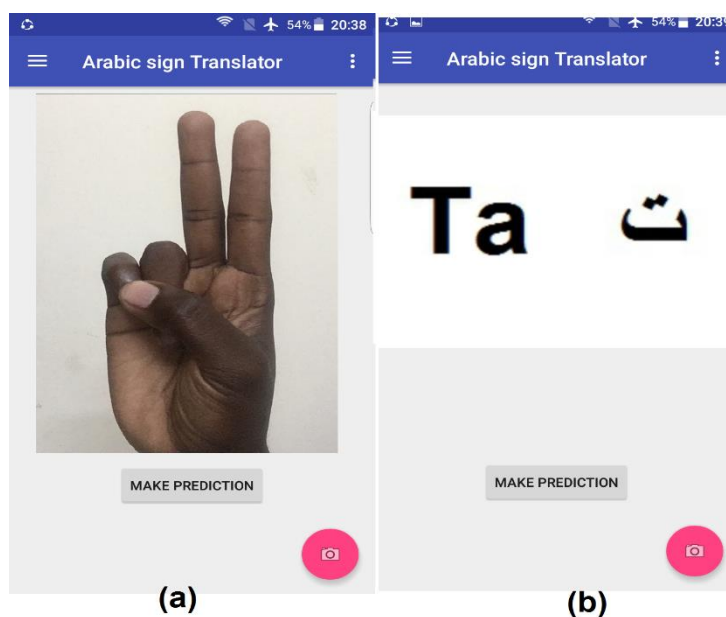 54% 20:38
Arabic sign Translator
MAKE PREDICTION
(a)
54% 20:39
Arabic sign Translator
Ta ت
MAKE PREDICTION
(b)